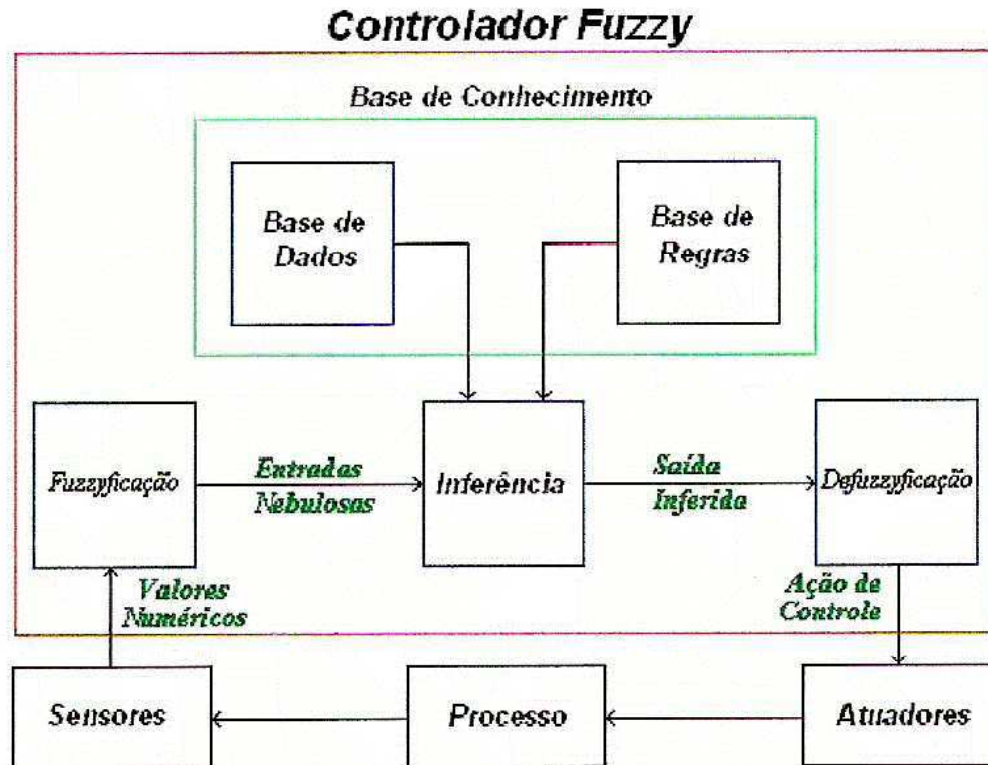 Controlador Fuzzy
Base de Conhecimento
Base de
Dados
Base de
Regras
Fuzzyficação
Entradas
Nebulosas
Inferência
Saída
Inferida
Defuzzyficação
Valores
Numéricos
Ação de
Controle
Sensores
Processo
Atuadores